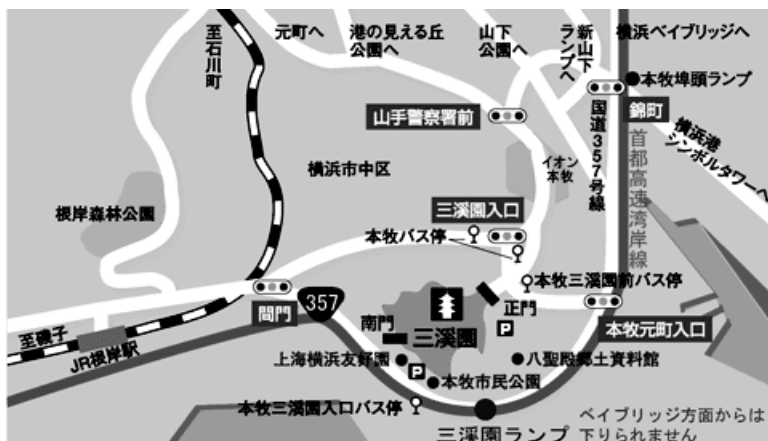 至石川町
元町へ
港の見える丘
公園へ
山下
公園へ
新山下
ランプへ
横浜ベイブリッジへ
本牧埠頭ランプ
山手警察署前
錦町
国道357号線
首都高速湾岸線
横浜港
シンボルタワーへ
横浜市中区
イオン
本牧
根岸森林公園
三溪園入口
本牧バス停
本牧三溪園前バス停
間門
357
正門
南門
三溪園
P
本牧元町入口
至磯子
JR根岸駅
上海横浜友好園
八聖殿郷土資料館
P
本牧市民公園
本牧三溪園入口バス停
三溪園ランプ
ベイブリッジ方面からは
下りられません